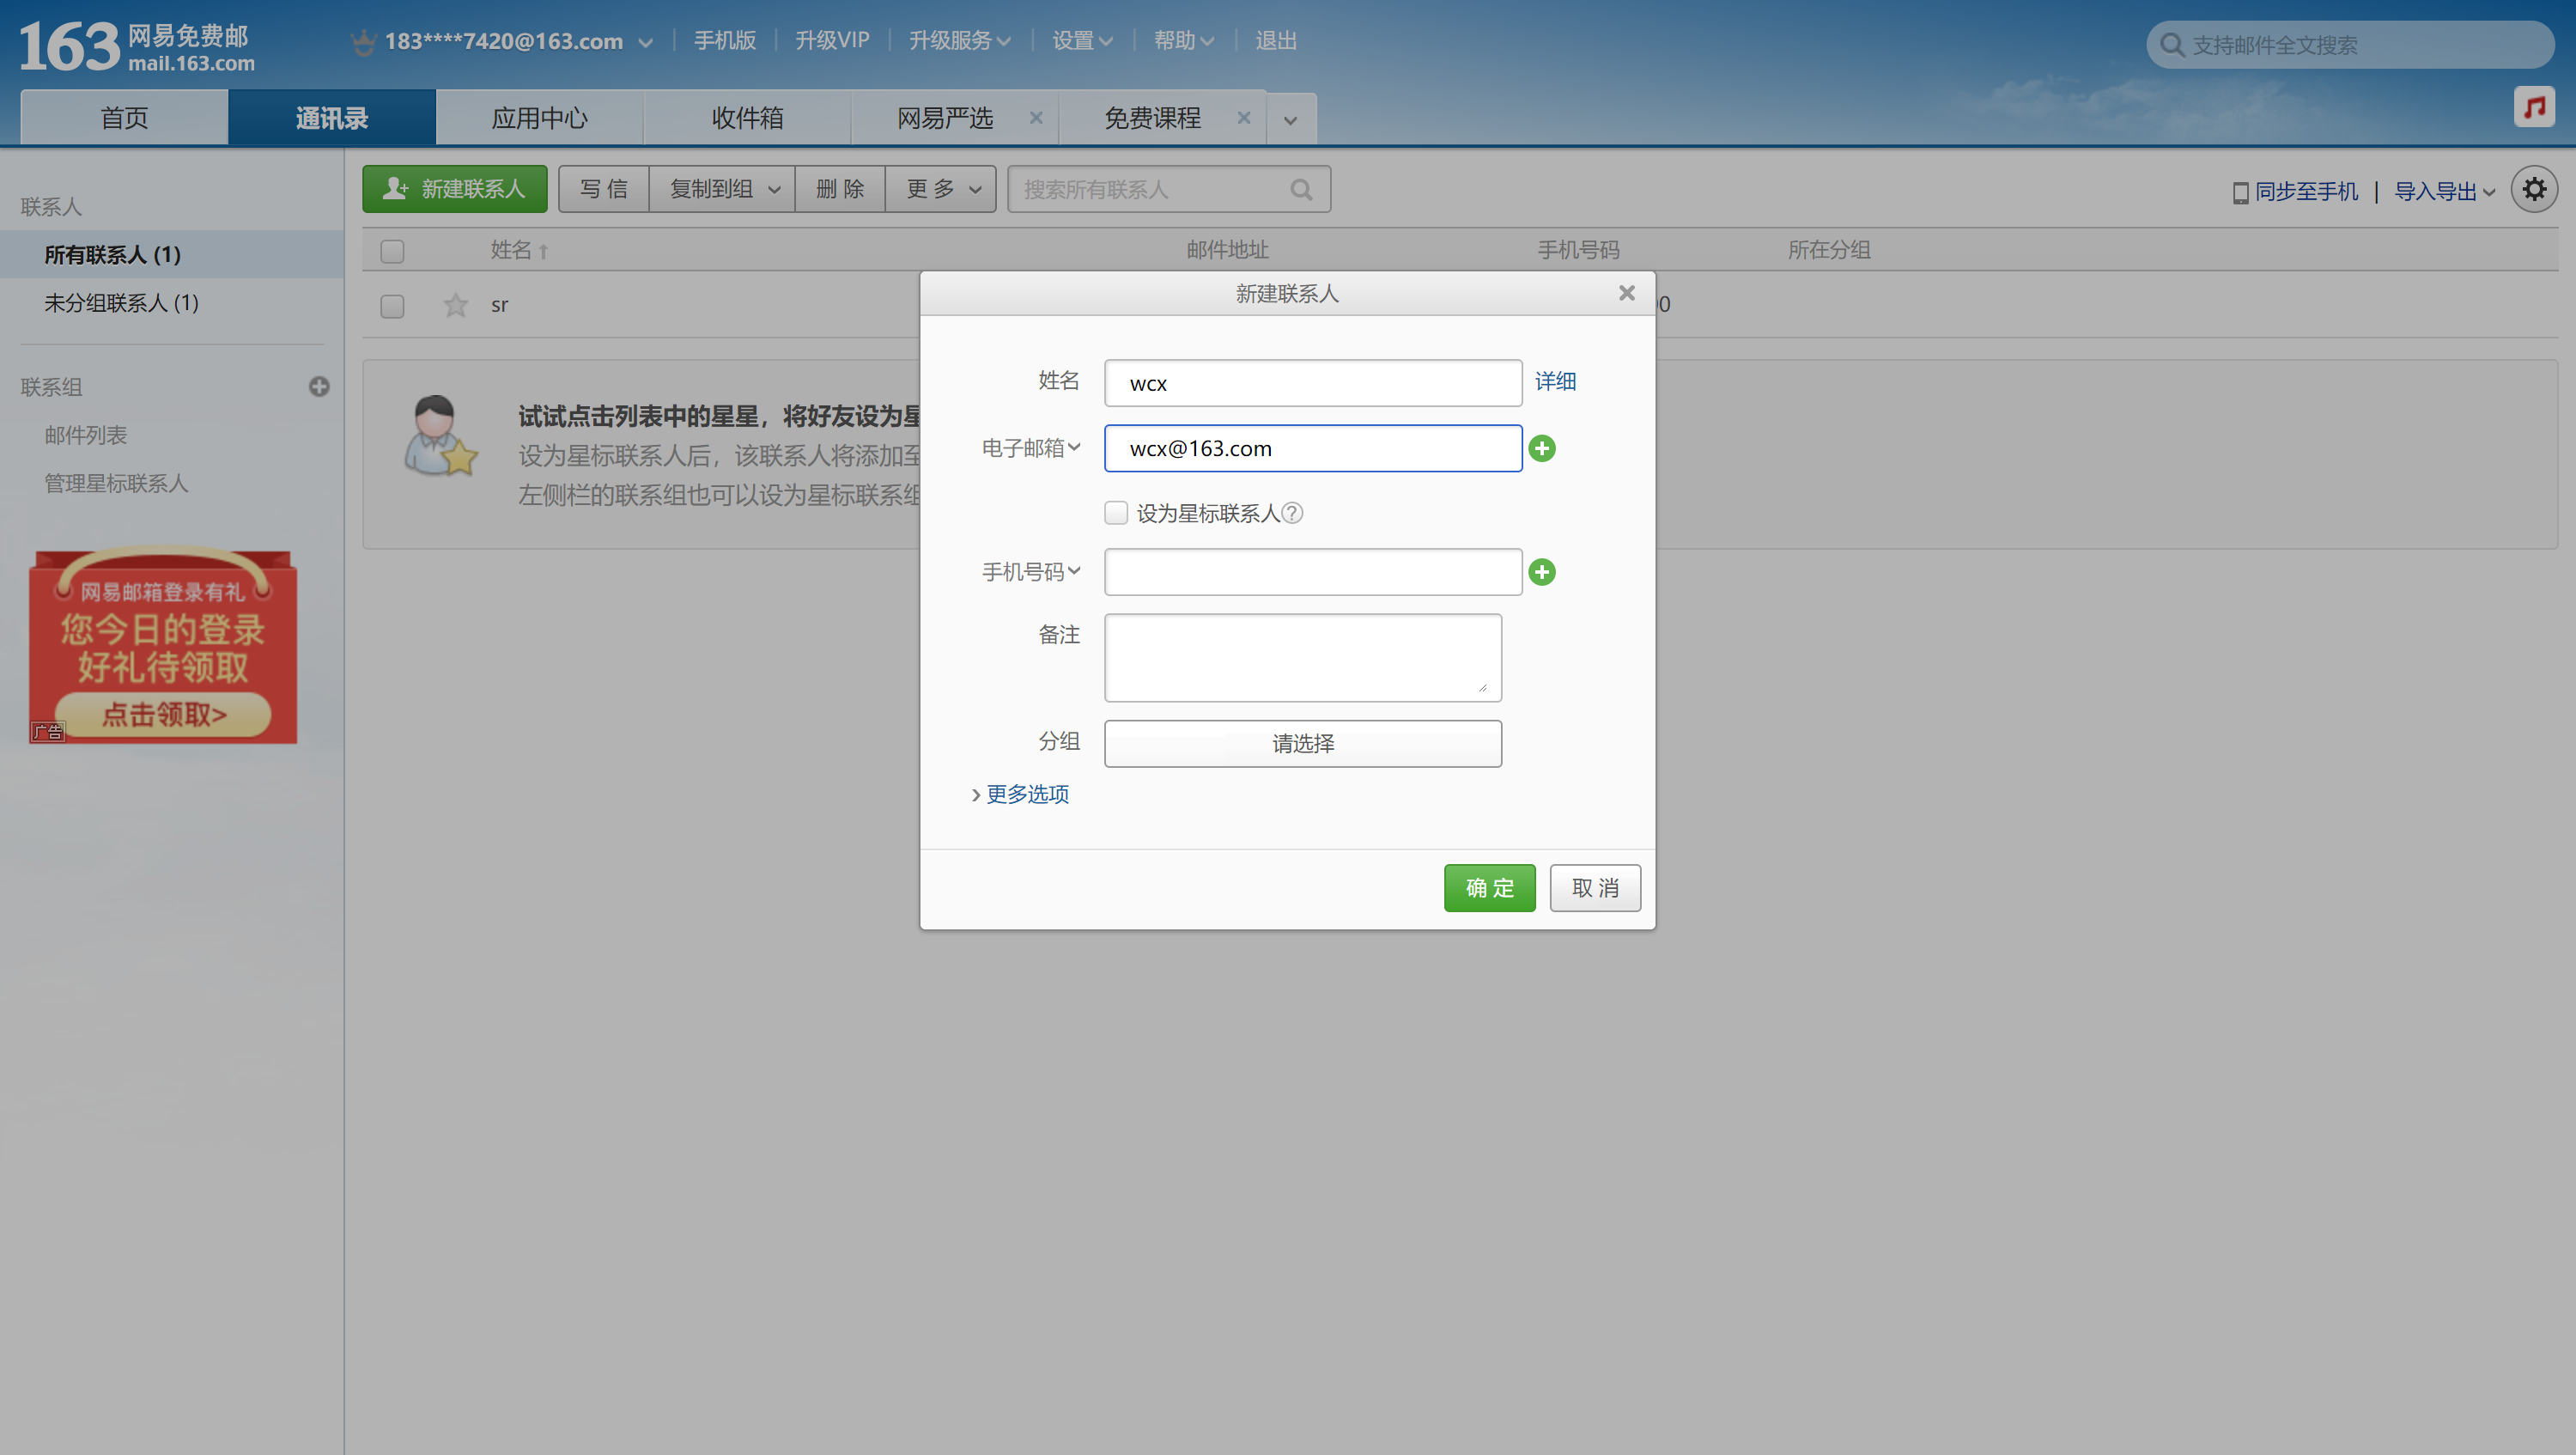 163 网易免费邮
mail.163.com
183****7420@163.com
手机版
升级VIP
升级服务
设置
帮助
退出
支持邮件全文搜索
首页
通讯录
应用中心
收件箱
网易严选
免费课程
联系人
所有联系人 (1)
未分组联系人 (1)
联系组
邮件列表
管理星标联系人
网易邮箱登录有礼
您今日的登录
好礼待领取
点击领取>
广告
新建联系人
写 信
复制到组
删 除
更 多
搜索所有联系人
同步至手机
导入导出
姓名
邮件地址
手机号码
所在分组
sr
0
试试点击列表中的星星，将好友设为星
设为星标联系人后，该联系人将添加至
左侧栏的联系组也可以设为星标联系组
新建联系人
姓名
wcx
详细
电子邮箱
wcx@163.com
设为星标联系人?
手机号码
备注
分组
请选择
更多选项
确 定
取 消